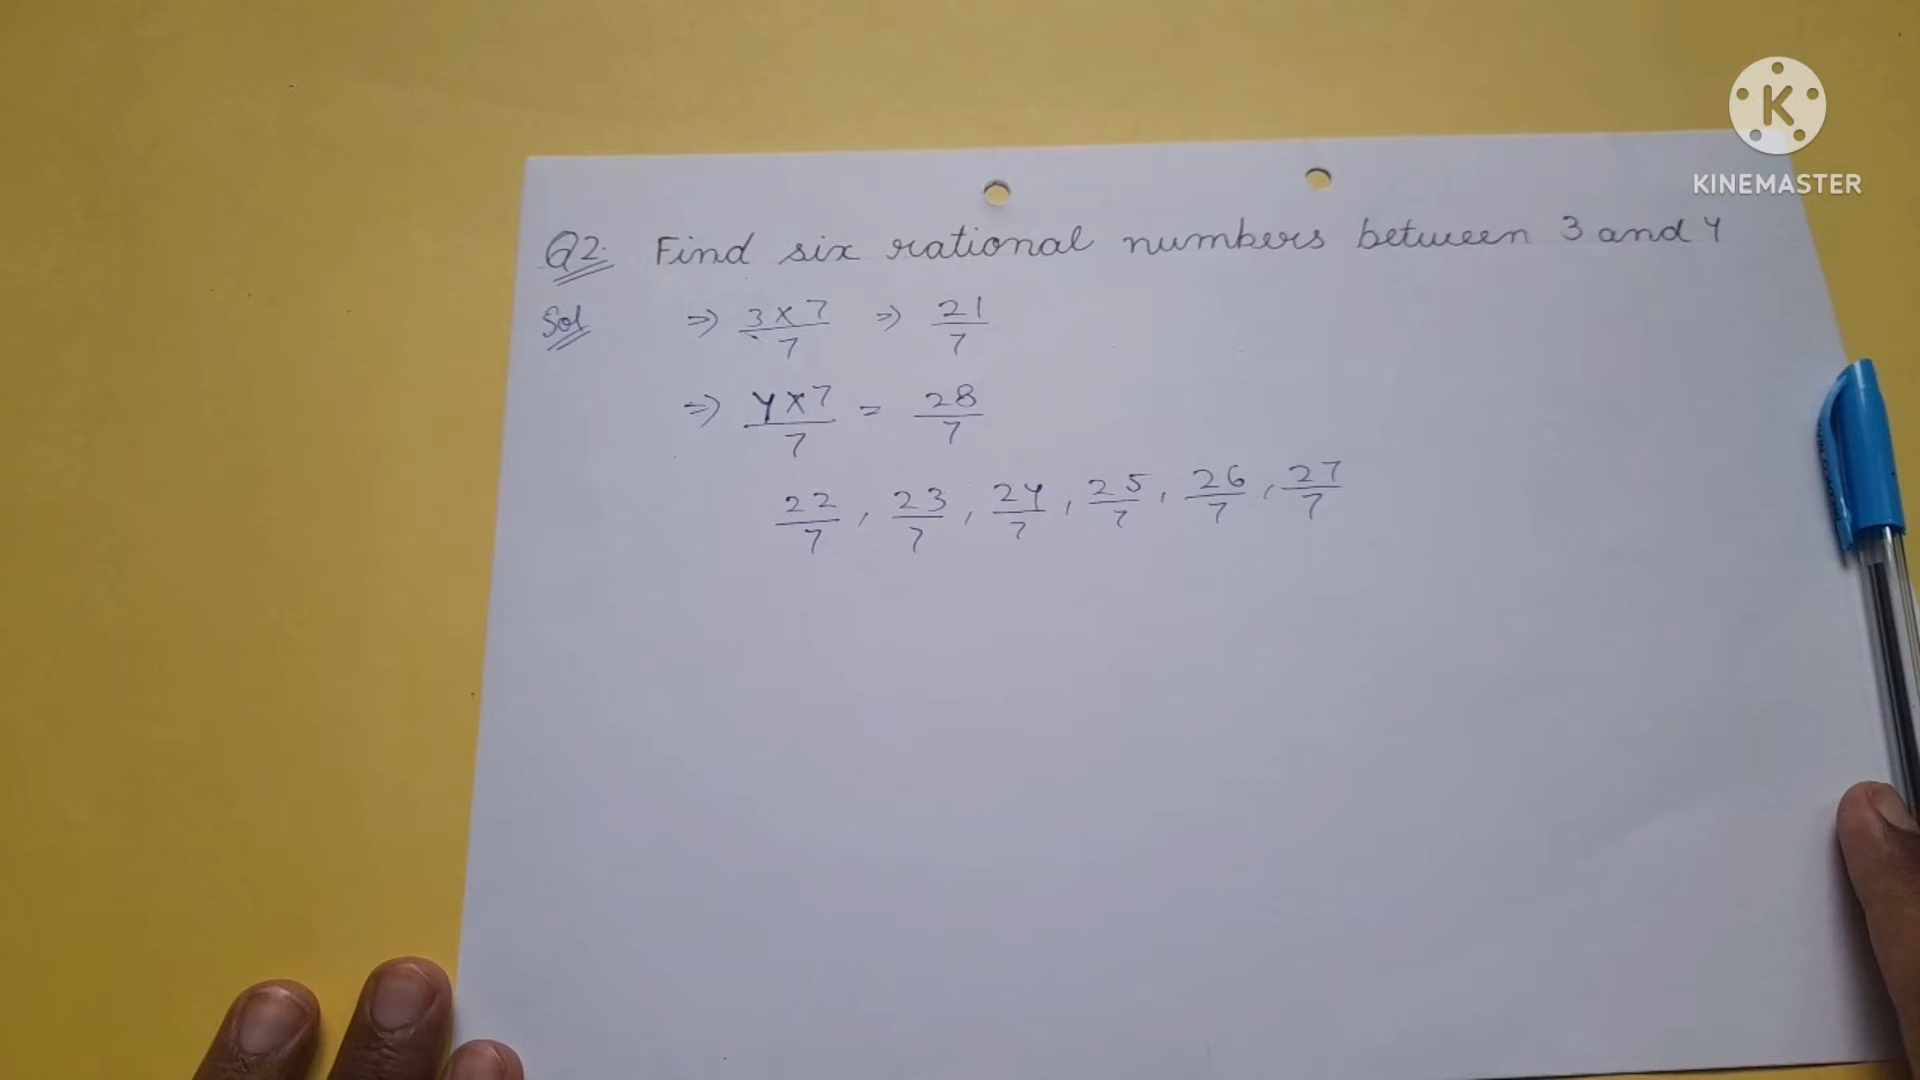 KINEMASTER
Q2. Find six rational numbers between 3 and 4
Sol ⇒ 3×7/7 ⇒ 21/7
⇒ 4×7/7 = 28/7
22/7, 23/7, 24/7, 25/7, 26/7, 27/7